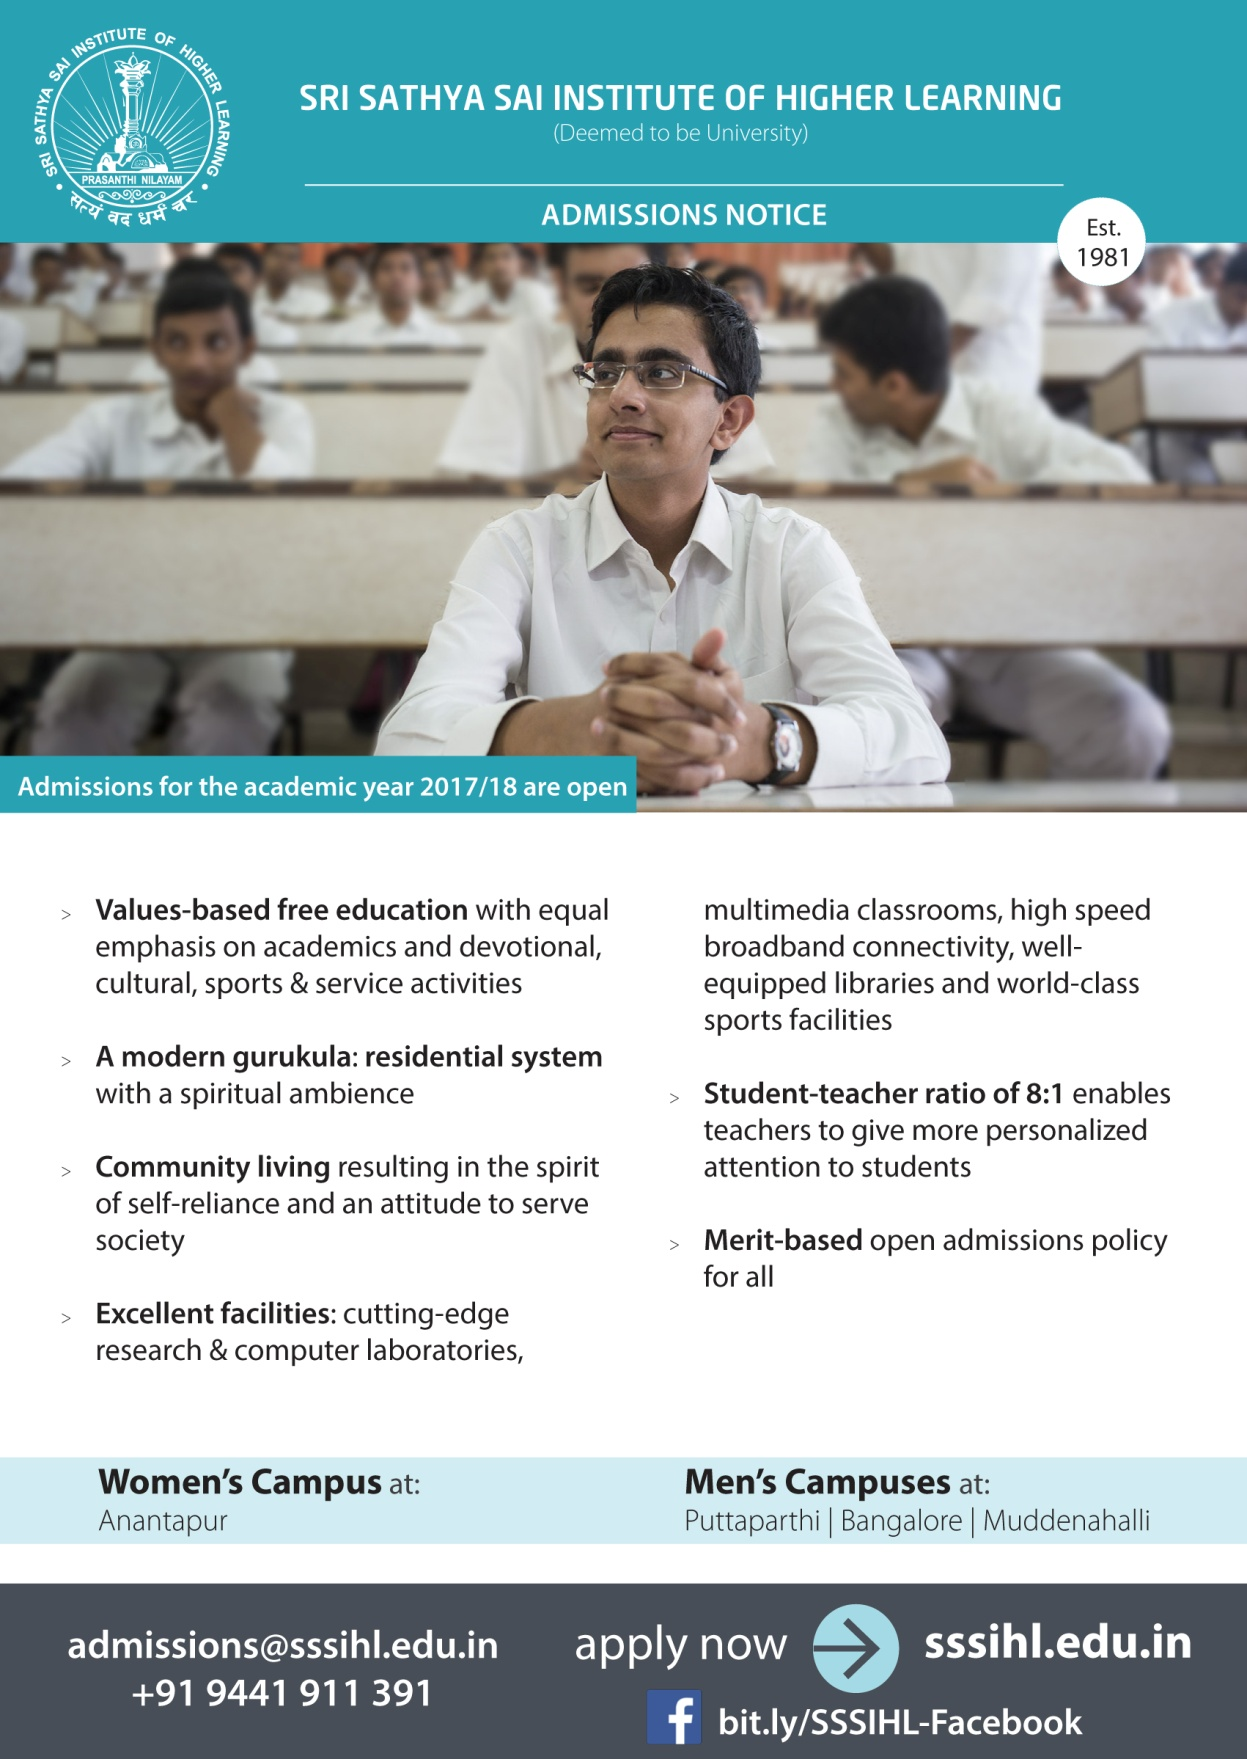 SRI SATHYA SAI INSTITUTE OF HIGHER LEARNING
PRASANTHI NILAYAM
सत्यं वद धर्मं चर
SRI SATHYA SAI INSTITUTE OF HIGHER LEARNING
(Deemed to be University)
ADMISSIONS NOTICE
Est.
1981
Admissions for the academic year 2017/18 are open
> Values-based free education with equal
emphasis on academics and devotional,
cultural, sports & service activities
> A modern gurukula: residential system
with a spiritual ambience
> Community living resulting in the spirit
of self-reliance and an attitude to serve
society
> Excellent facilities: cutting-edge
research & computer laboratories,
multimedia classrooms, high speed
broadband connectivity, well-
equipped libraries and world-class
sports facilities
> Student-teacher ratio of 8:1 enables
teachers to give more personalized
attention to students
> Merit-based open admissions policy
for all
Women's Campus at:
Anantapur
Men's Campuses at:
Puttaparthi | Bangalore | Muddenahalli
admissions@sssihl.edu.in
+91 9441 911 391
apply now sssihl.edu.in
f bit.ly/SSSIHL-Facebook